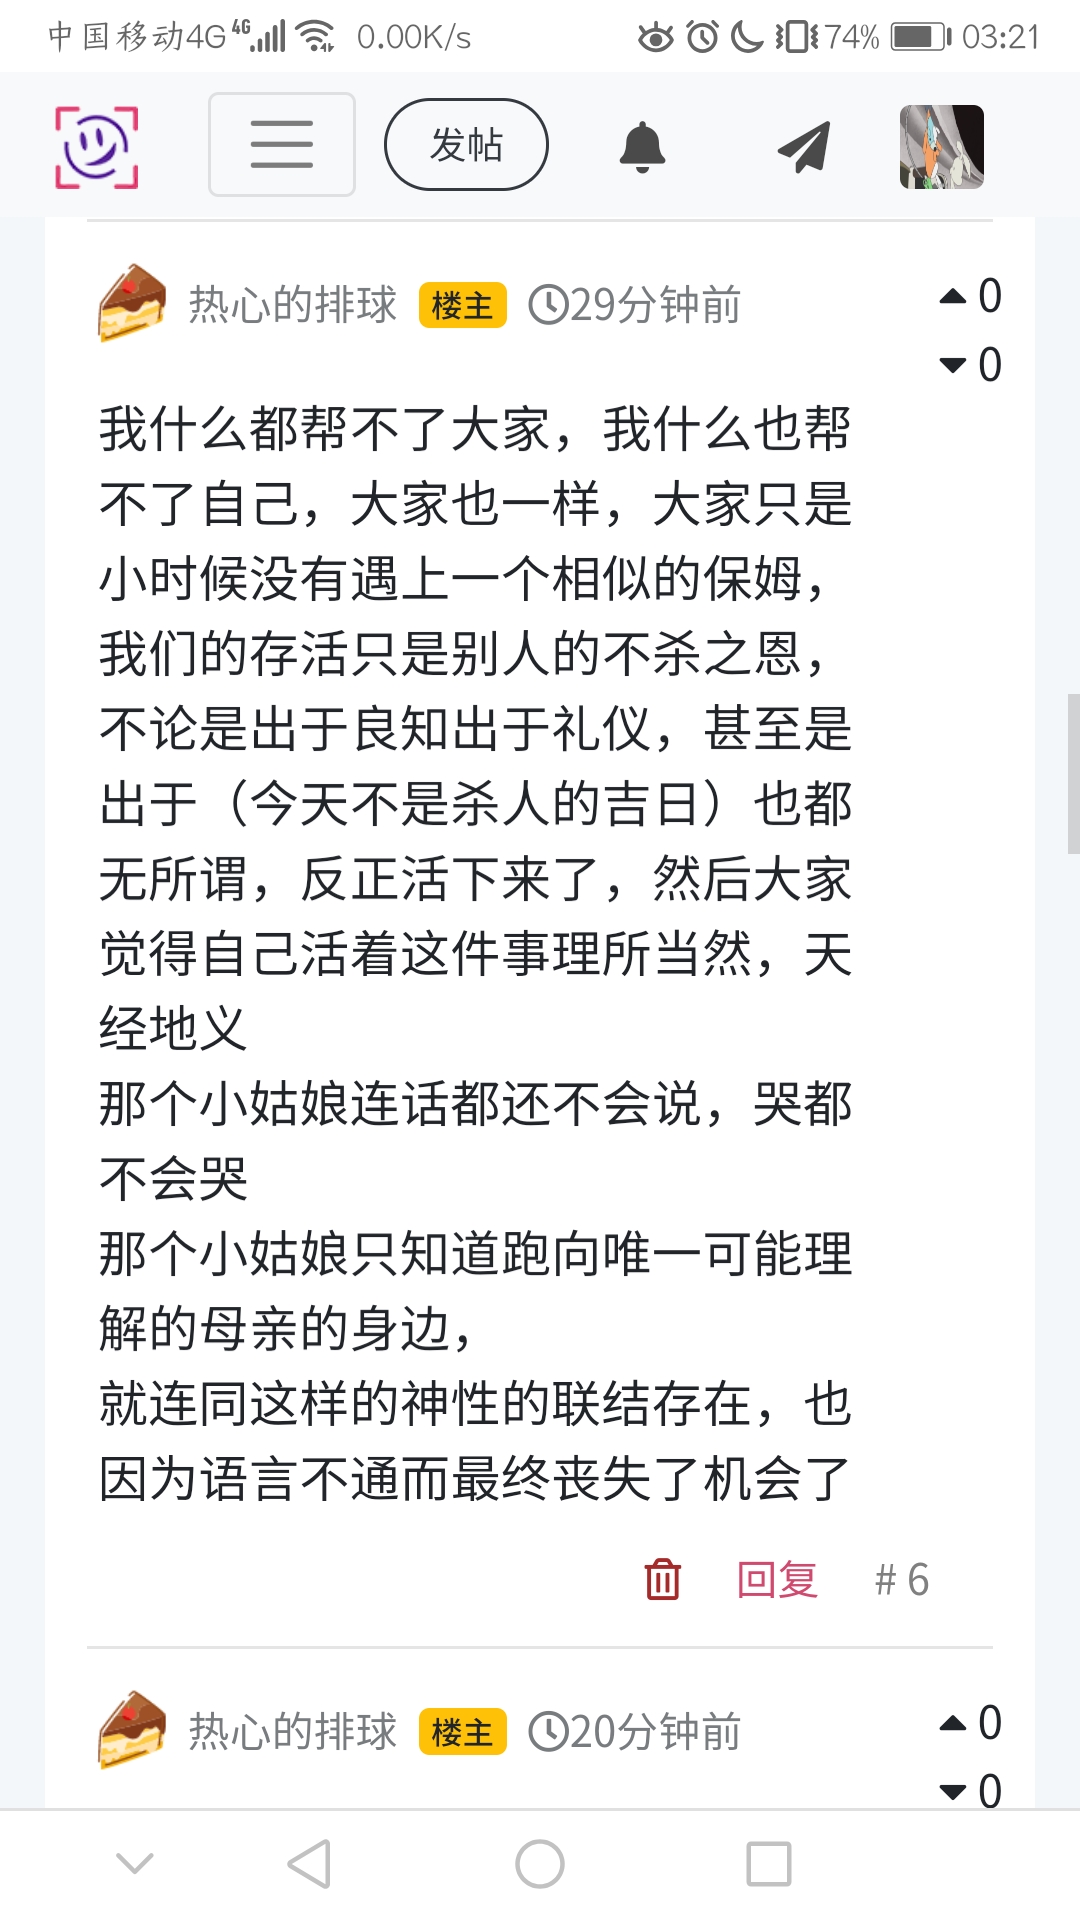 中国移动4G 4G 0.00K/s 74% 03:21
发帖
热心的排球 楼主 29分钟前 0
0
我什么都帮不了大家，我什么也帮
不了自己，大家也一样，大家只是
小时候没有遇上一个相似的保姆，
我们的存活只是别人的不杀之恩，
不论是出于良知出于礼仪，甚至是
出于（今天不是杀人的吉日）也都
无所谓，反正活下来了，然后大家
觉得自己活着这件事理所当然，天
经地义
那个小姑娘连话都还不会说，哭都
不会哭
那个小姑娘只知道跑向唯一可能理
解的母亲的身边，
就连同这样的神性的联结存在，也
因为语言不通而最终丧失了机会了
回复 # 6
热心的排球 楼主 20分钟前 0
0